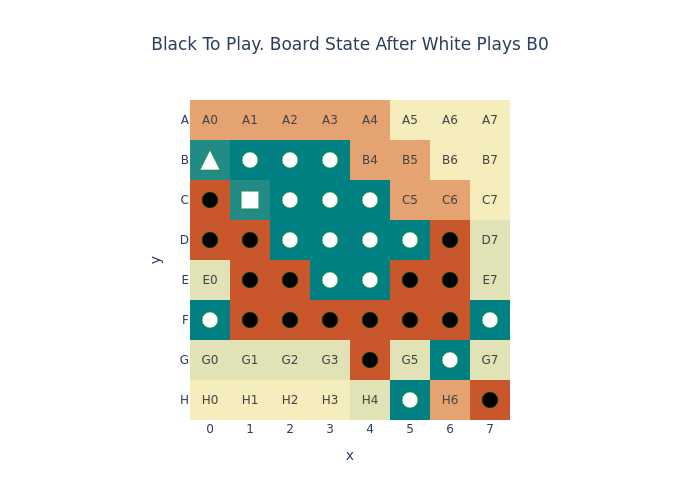 Black To Play. Board State After White Plays B0
A A0 A1 A2 A3 A4 A5 A6 A7
B B4 B5 B6 B7
C C5 C6 C7
D D7
E E0 E7
F
G G0 G1 G2 G3 G5 G7
H H0 H1 H2 H3 H4 H6
0 1 2 3 4 5 6 7
x
y